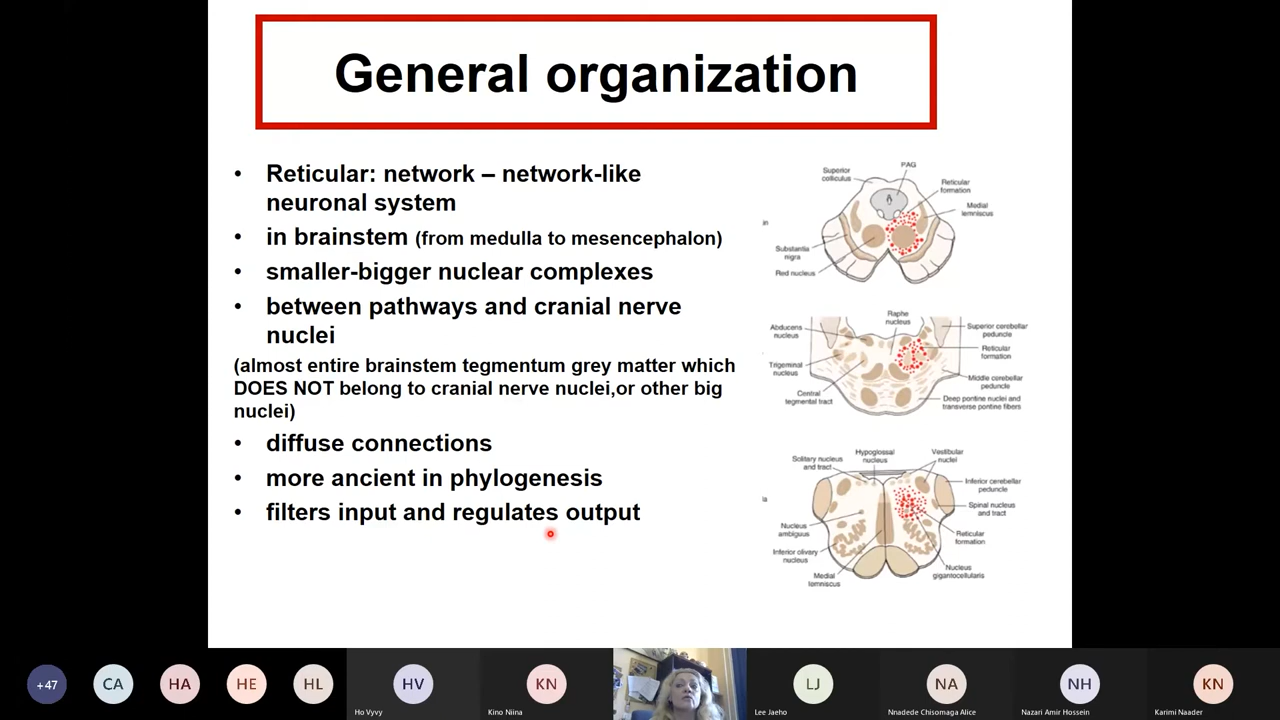 General organization
• Reticular: network – network-like
neuronal system
• in brainstem (from medulla to mesencephalon)
• smaller-bigger nuclear complexes
• between pathways and cranial nerve
nuclei
(almost entire brainstem tegmentum grey matter which
DOES NOT belong to cranial nerve nuclei,or other big
nuclei)
• diffuse connections
• more ancient in phylogenesis
• filters input and regulates output
PAG
Superior
colliculus
Reticular
formation
Medial
lemniscus
in
Substantia
nigra
Red nucleus
Raphe
nucleus
Abducens
nucleus
Superior cerebellar
peduncle
Reticular
formation
Trigeminal
nucleus
Middle cerebellar
peduncle
Central
tegmental tract
Deep pontine nuclei and
transverse pontine fibers
Hypoglossal
nucleus
Vestibular
nuclei
Solitary nucleus
and tract
Inferior cerebellar
peduncle
la
Spinal nucleus
and tract
Nucleus
ambiguus
Reticular
formation
Inferior olivary
nucleus
Medial
lemniscus
Nucleus
gigantocellularis
+47
CA
HA
HE
HL
HV
Ho Vyvy
KN
Kino Niina
LJ
Lee Jaeho
NA
Nnadede Chisomaga Alice
NH
Nazari Amir Hossein
KN
Karimi Naader